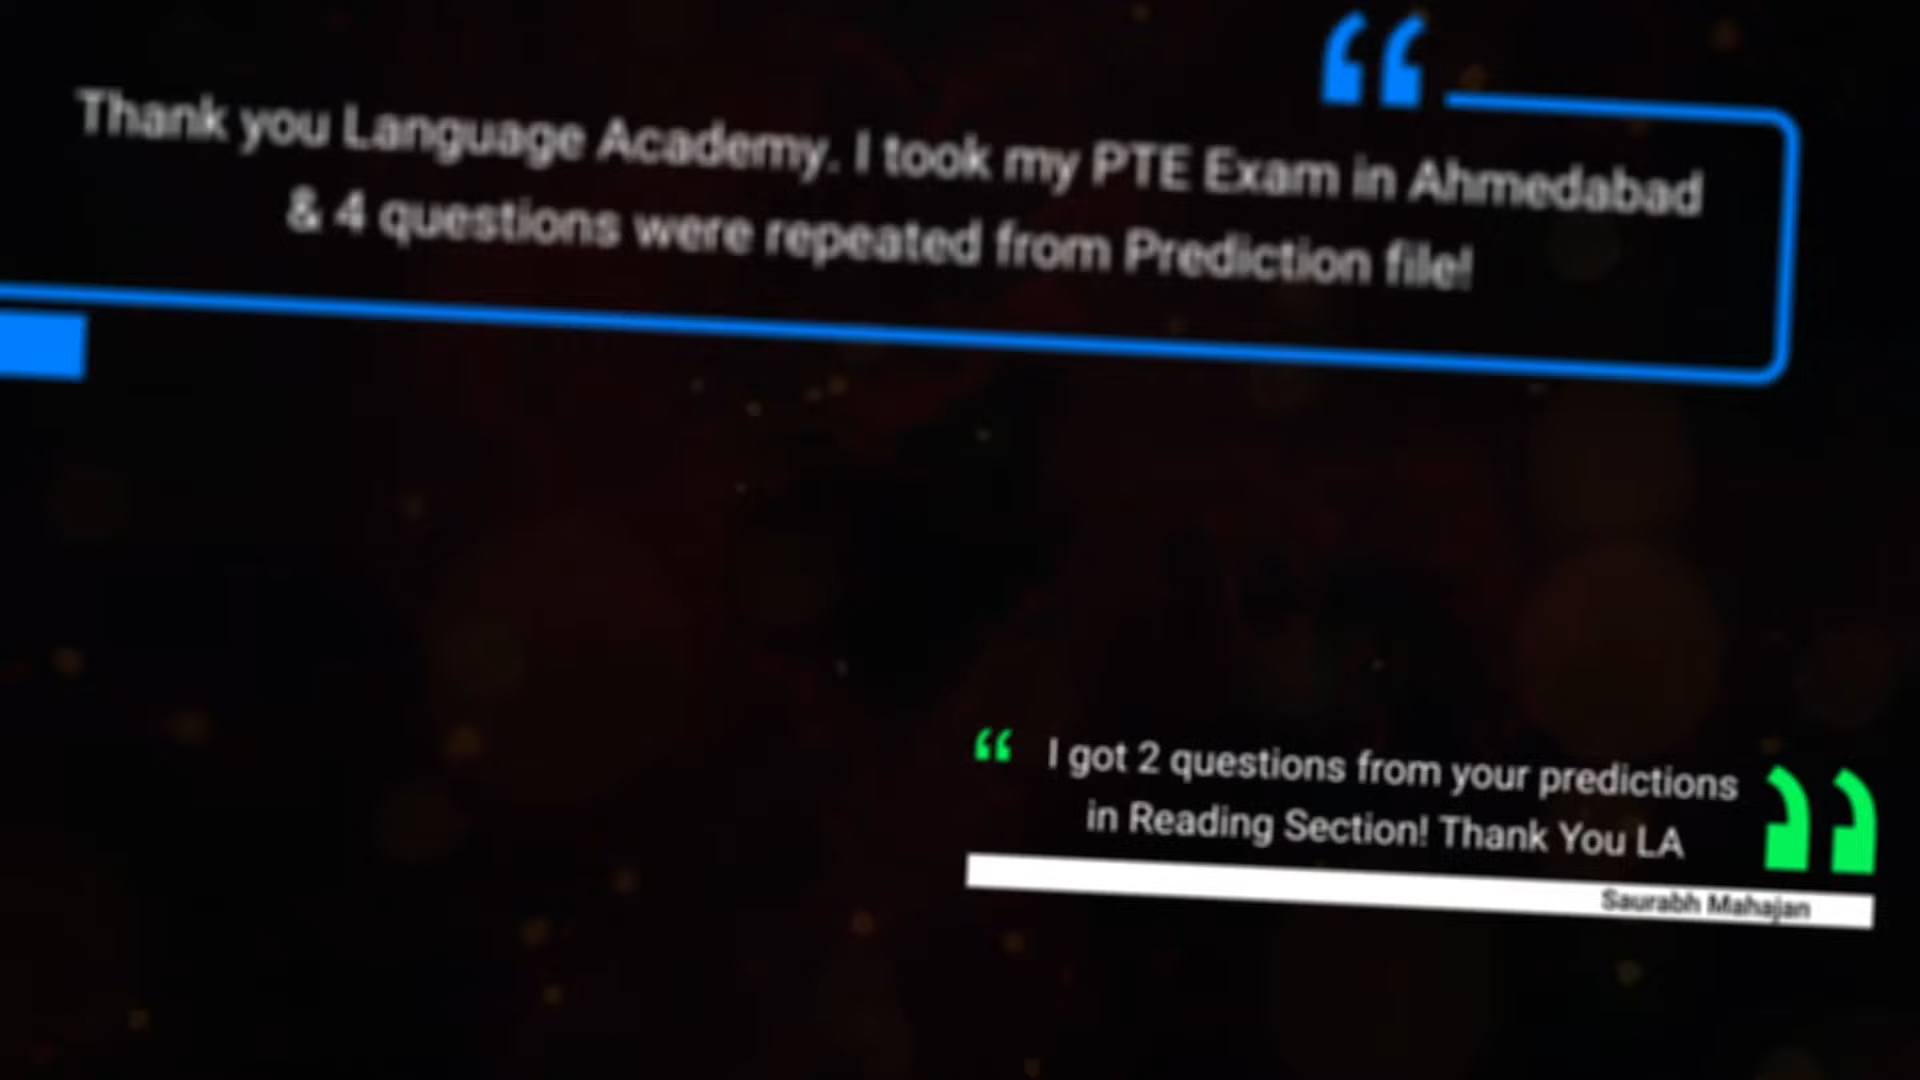 Thank you Language Academy. I took my PTE Exam in Ahmedabad
& 4 questions were repeated from Prediction file!
“ I got 2 questions from your predictions
in Reading Section! Thank You LA ”
Saurabh Mahajan